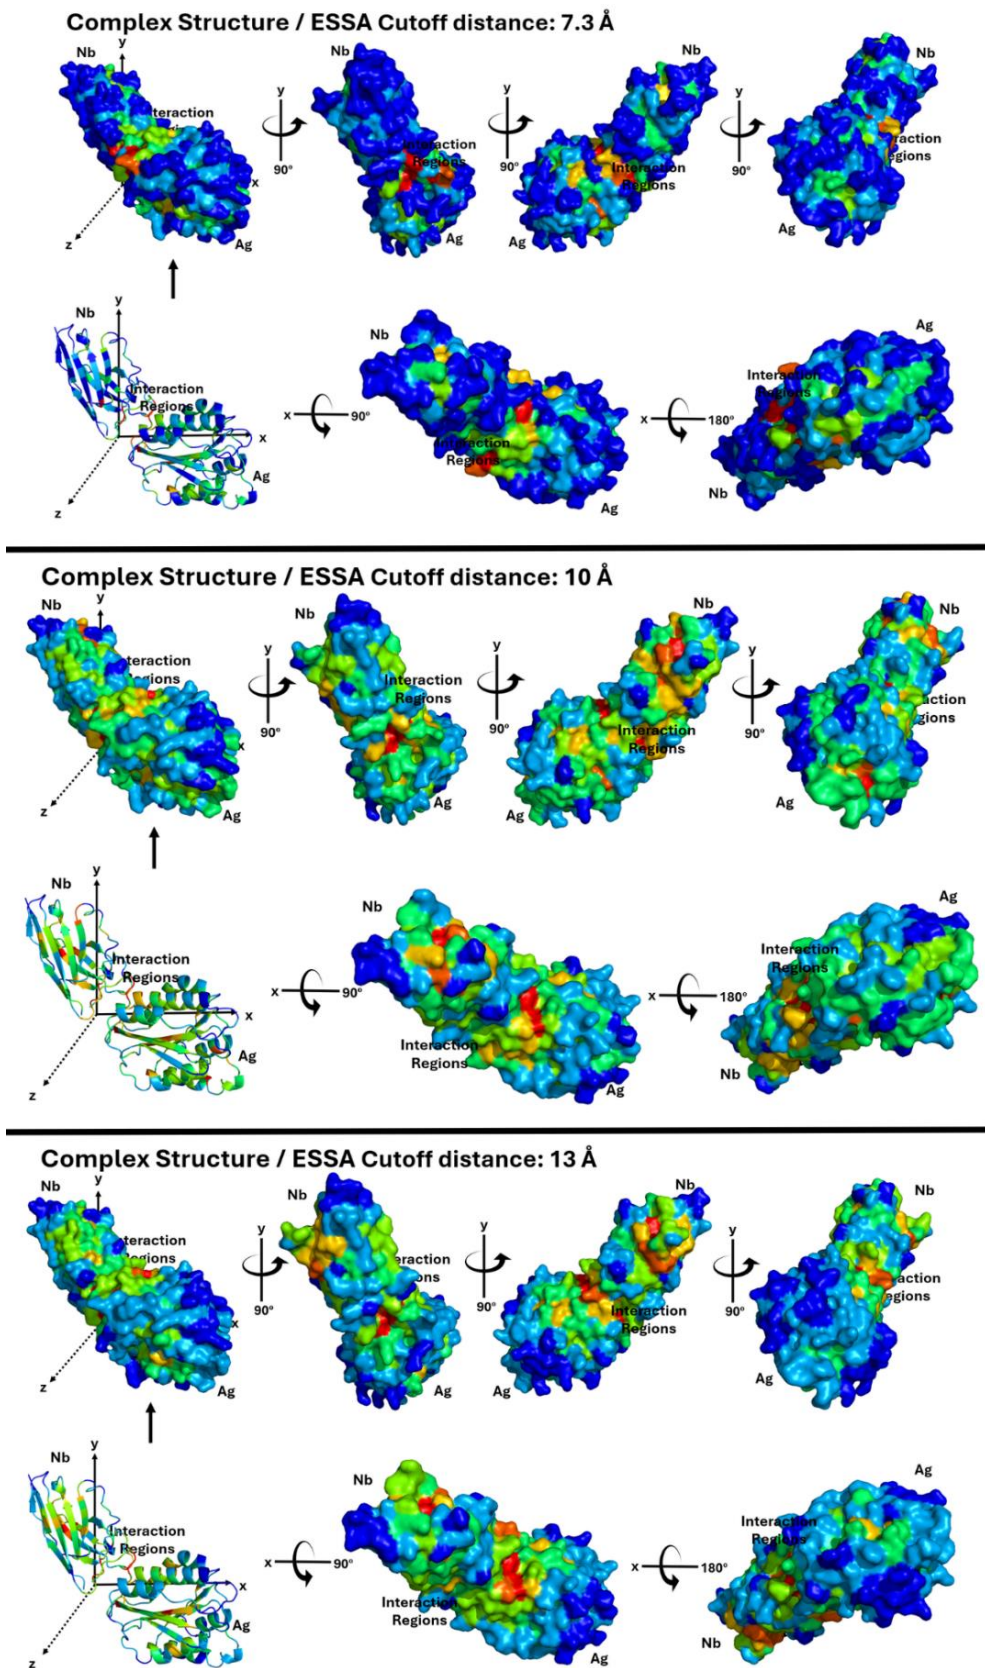 Complex Structure / ESSA Cutoff distance: 7.3 Å
Nb
y
Interaction
x
z
Ag
y
90°
Nb
Interaction
Regions
Ag
y
90°
Nb
Interaction
Regions
Ag
y
90°
Nb
Ag
Nb
y
Interaction
Regions
x
Ag
z
x
90°
Nb
Interaction
Regions
Ag
x
180°
Interaction
Regions
Ag
Nb
Complex Structure / ESSA Cutoff distance: 10 Å
Nb
y
Interaction
Regions
x
z
Ag
y
90°
Nb
Interaction
Regions
Ag
y
90°
Nb
Interaction
Regions
Ag
y
90°
Nb
Ag
Nb
y
Interaction
Regions
x
Ag
z
x
90°
Nb
Interaction
Regions
Ag
x
180°
Interaction
Regions
Ag
Nb
Complex Structure / ESSA Cutoff distance: 13 Å
Nb
y
Interaction
Regions
x
z
Ag
y
90°
Nb
Ag
y
90°
Nb
Interaction
Regions
Ag
y
90°
Nb
Ag
Nb
y
Interaction
Regions
x
Ag
z
x
90°
Nb
Interaction
Regions
Ag
x
180°
Interaction
Regions
Ag
Nb